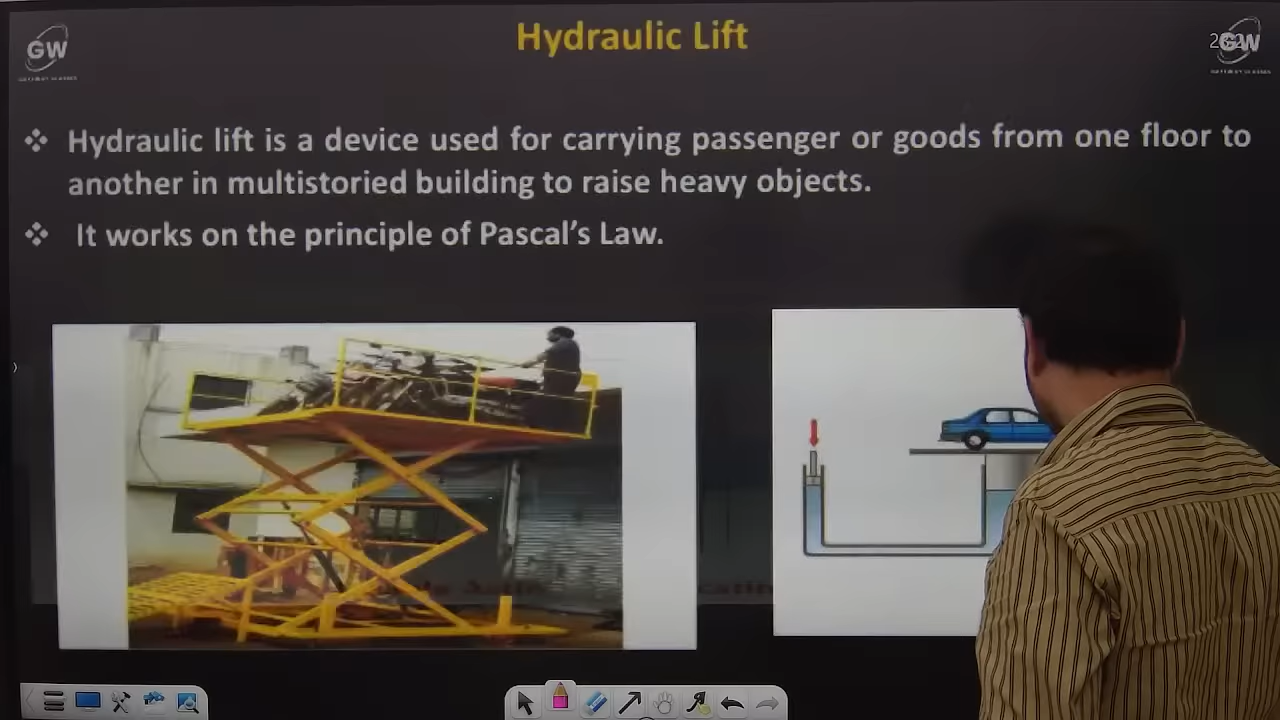 Hydraulic Lift
GW
GW
❖ Hydraulic lift is a device used for carrying passenger or goods from one floor to
another in multistoried building to raise heavy objects.
❖ It works on the principle of Pascal's Law.